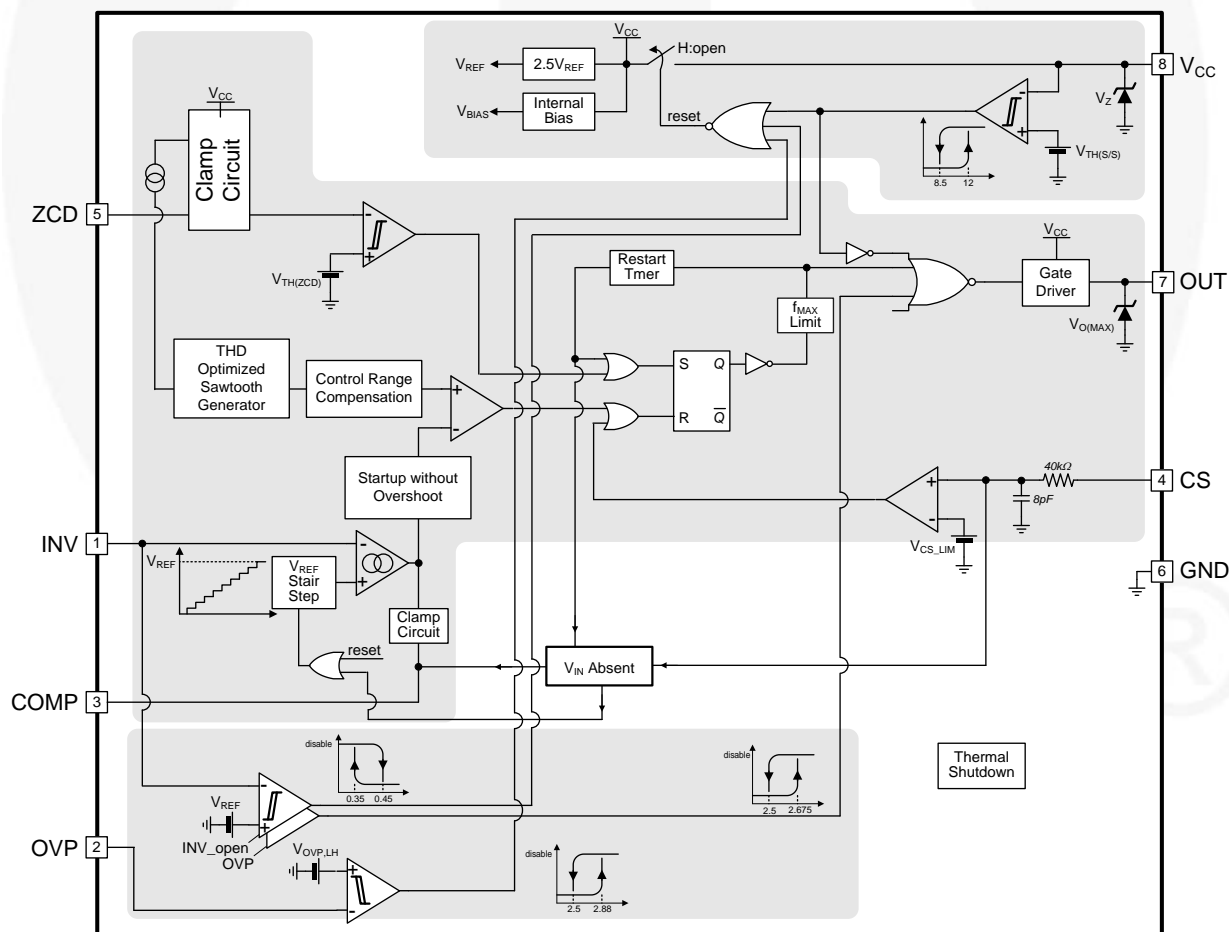 VCC
H:open
VREF
2.5VREF
8
VCC
VBIAS
Internal
Bias
reset
VZ
VCC
Clamp
Circuit
VTH(S/S)
8.5
12
ZCD
5
VTH(ZCD)
Restart
Tmer
VCC
Gate
Driver
7
OUT
fMAX
Limit
VO(MAX)
THD
Optimized
Sawtooth
Generator
Control Range
Compensation
S
Q
R
Q
Startup without
Overshoot
40kΩ
8pF
4
CS
VCS_LIM
INV
1
VREF
VREF
Stair
Step
6
GND
Clamp
Circuit
reset
VIN Absent
COMP
3
disable
0.35
0.45
disable
2.5
2.675
Thermal
Shutdown
VREF
INV_open
OVP
OVP
2
VOVP,LH
disable
2.5
2.88
®